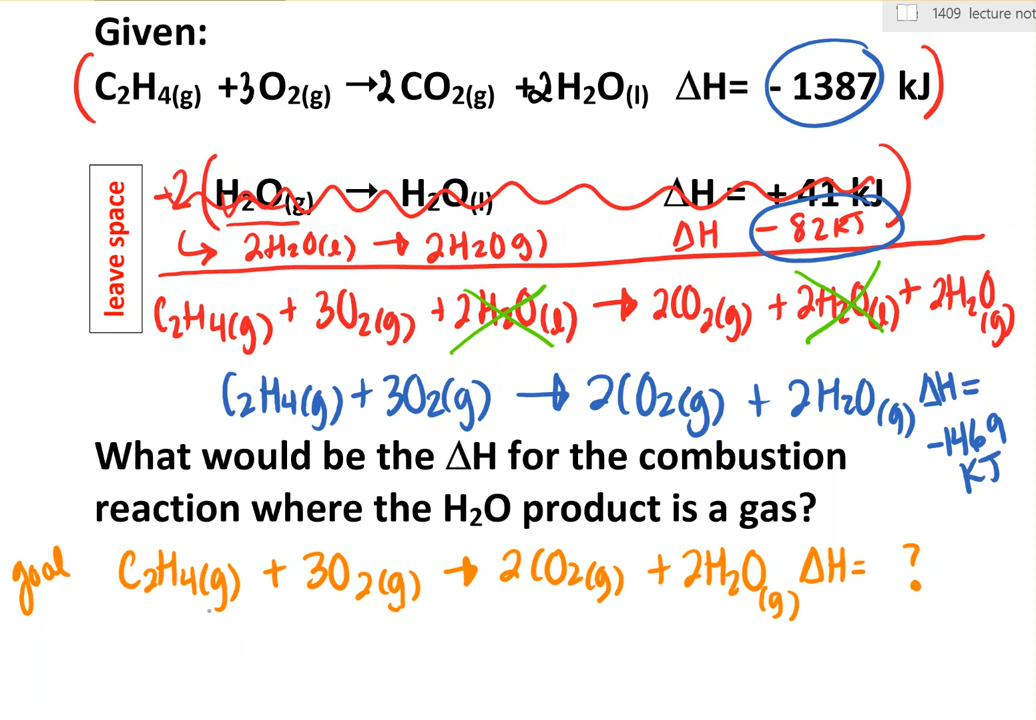 1409 lecture not
Given:
( C₂H₄(g) +3O₂(g) →2CO₂(g) +2H₂O(l) ΔH= - 1387 kJ )
leave space
-2( H₂O(g) → H₂O(l) ΔH = + 41 kJ )
↳ 2H₂O(l) → 2H₂O g) ΔH - 82 KJ
C₂H₄(g) + 3O₂(g) + 2H₂O(l) → 2CO₂(g) + 2H₂O(l) + 2H₂O(g)
C₂H₄(g) + 3O₂(g) → 2CO₂(g) + 2H₂O(g) ΔH =
-1469
KJ
What would be the ΔH for the combustion
reaction where the H₂O product is a gas?
goal C₂H₄(g) + 3O₂(g) → 2CO₂(g) + 2H₂O(g) ΔH = ?